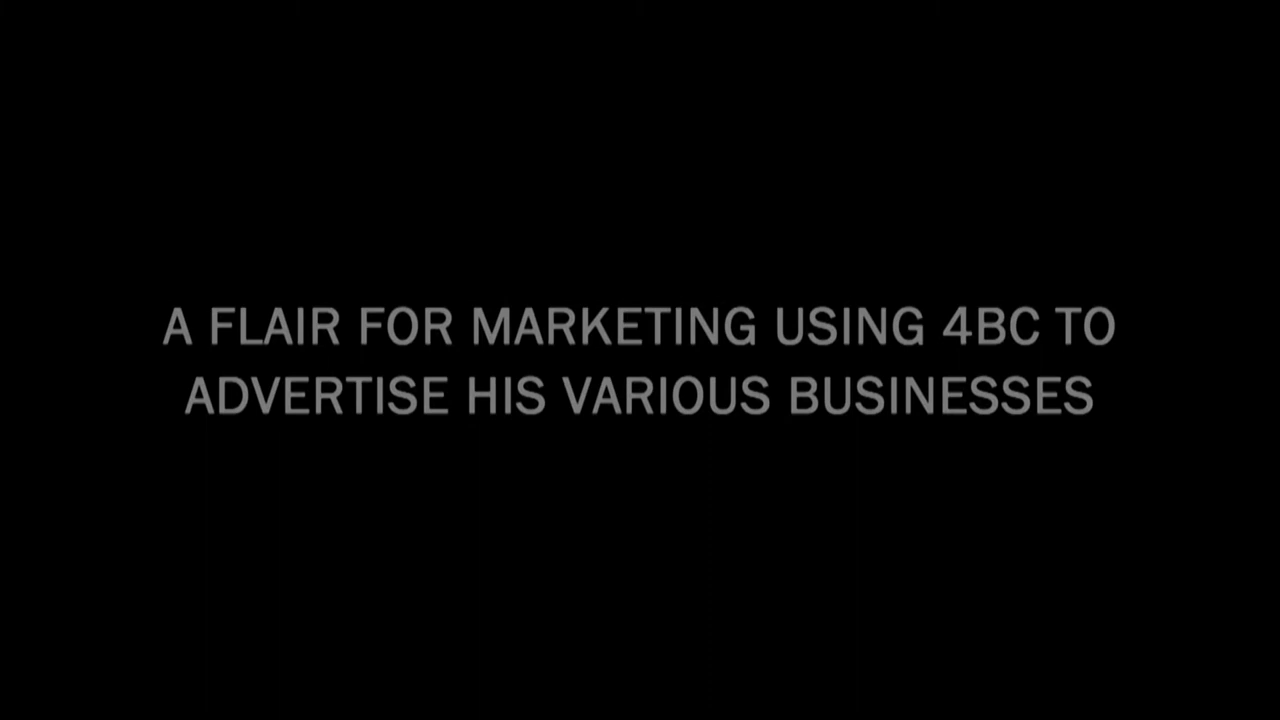 A FLAIR FOR MARKETING USING 4BC TO
ADVERTISE HIS VARIOUS BUSINESSES